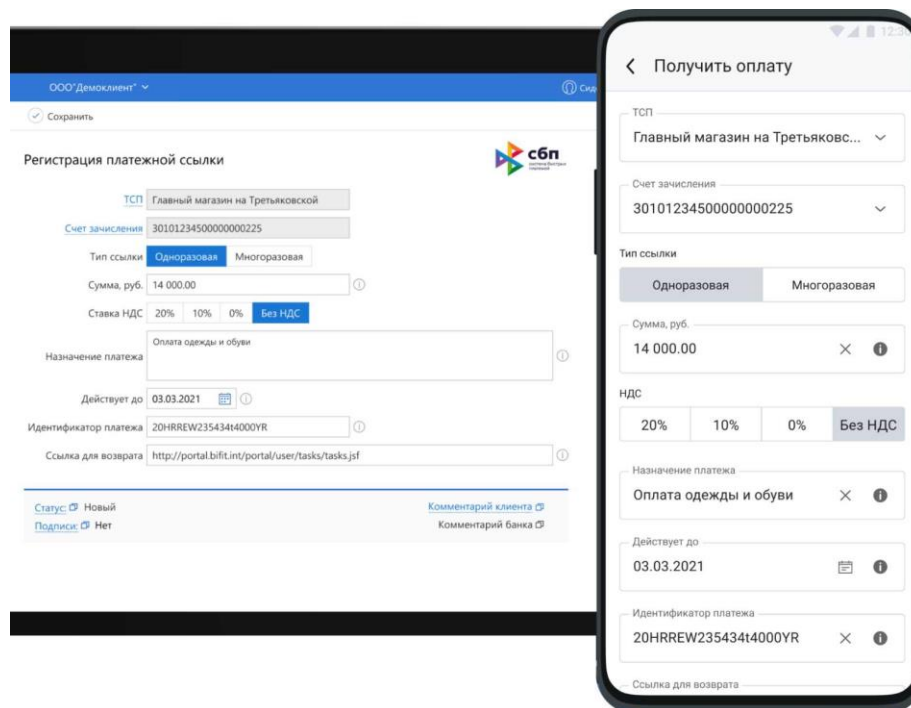 ООО"Демоклиент"
Сохранить
Регистрация платежной ссылки
сбп
система быстрых
платежей
ТСП Главный магазин на Третьяковской
Счет зачисления 30101234500000000225
Тип ссылки Одноразовая Многоразовая
Сумма, руб. 14 000.00
Ставка НДС 20% 10% 0% Без НДС
Назначение платежа Оплата одежды и обуви
Действует до 03.03.2021
Идентификатор платежа 20HRREW235434t4000YR
Ссылка для возврата http://portal.bifit.int/portal/user/tasks/tasks.jsf
Статус: Новый Комментарий клиента
Подписи: Нет Комментарий банка
12:30
Получить оплату
ТСП
Главный магазин на Третьяковс...
Счет зачисления
30101234500000000225
Тип ссылки
Одноразовая Многоразовая
Сумма, руб.
14 000.00
НДС
20% 10% 0% Без НДС
Назначение платежа
Оплата одежды и обуви
Действует до
03.03.2021
Идентификатор платежа
20HRREW235434t4000YR
Ссылка для возврата